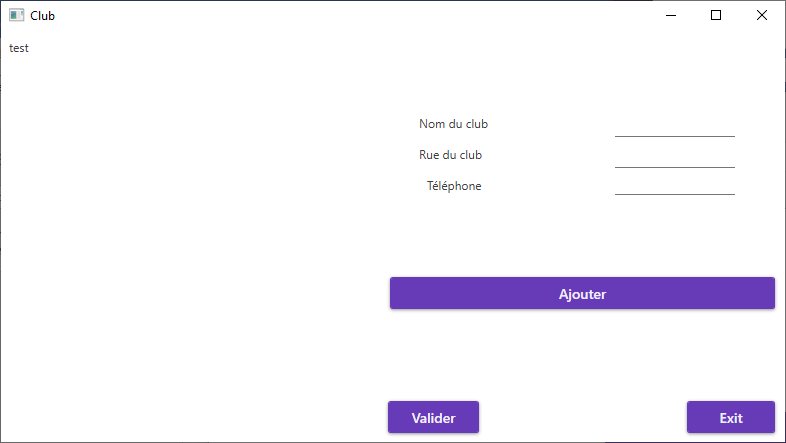 Club
test
Nom du club
Rue du club
Téléphone
Ajouter
Valider
Exit